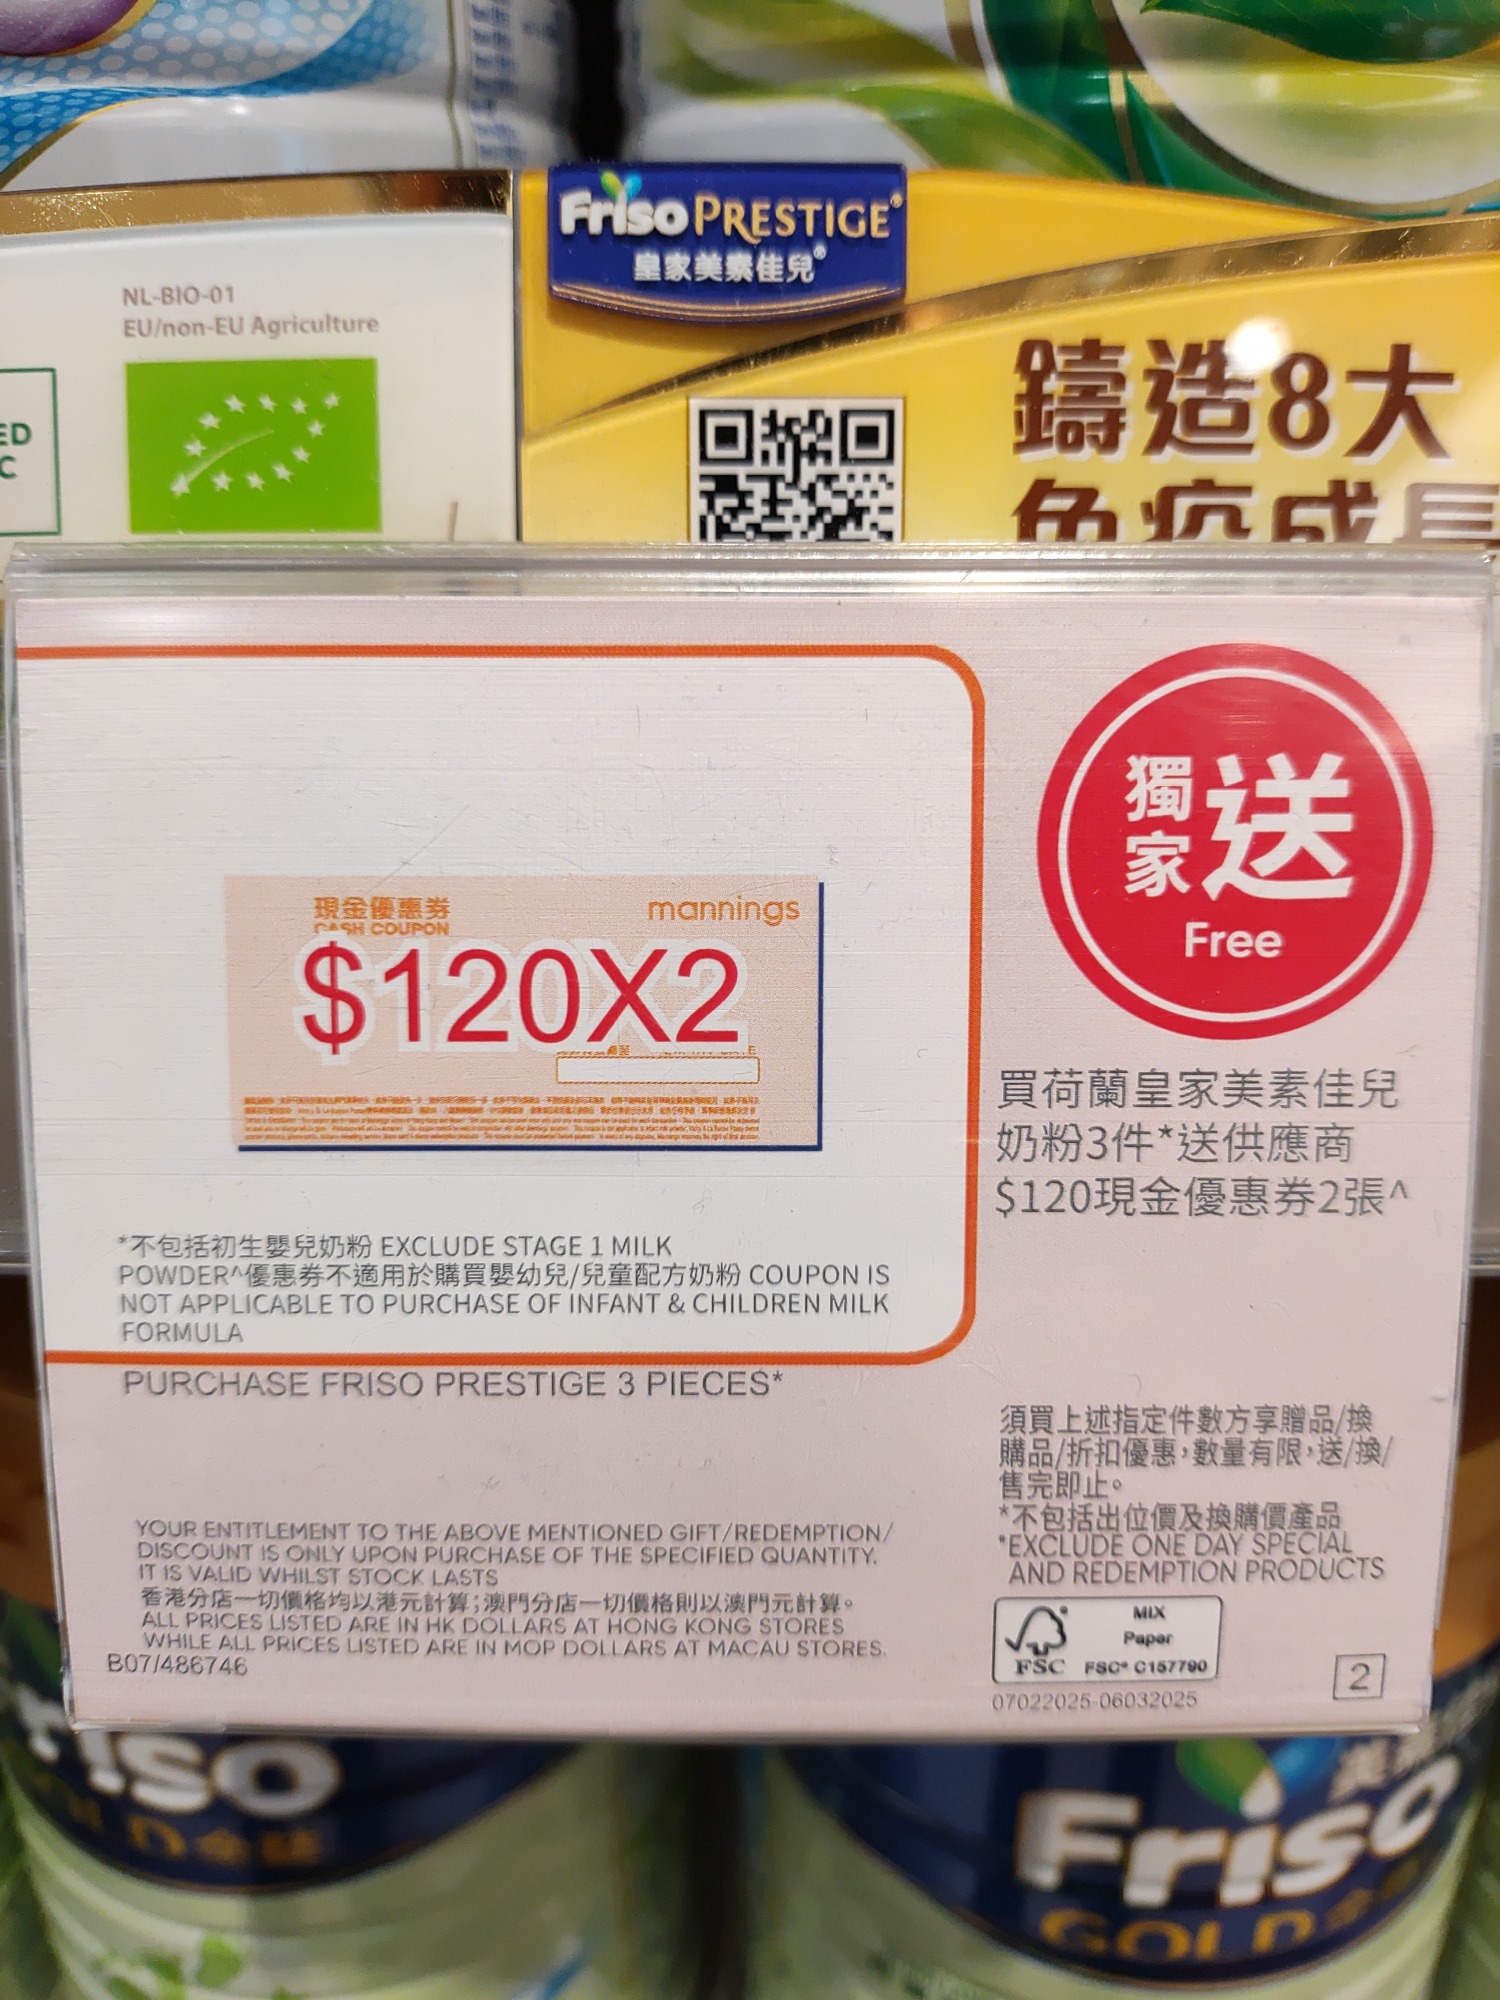 NL-BIO-01
EU/non-EU Agriculture
ED
C
Friso PRESTIGE®
皇家美素佳兒®
鑄造8大
免疫成長
獨家 送
Free
現金優惠券
CASH COUPON
mannings
$120X2
買荷蘭皇家美素佳兒
奶粉3件*送供應商
$120現金優惠券2張^
*不包括初生嬰兒奶粉 EXCLUDE STAGE 1 MILK
POWDER^優惠券不適用於購買嬰幼兒/兒童配方奶粉 COUPON IS
NOT APPLICABLE TO PURCHASE OF INFANT & CHILDREN MILK
FORMULA
PURCHASE FRISO PRESTIGE 3 PIECES*
須買上述指定件數方享贈品/換
購品/折扣優惠，數量有限，送/換/
售完即止。
*不包括出位價及換購價產品
*EXCLUDE ONE DAY SPECIAL
AND REDEMPTION PRODUCTS
YOUR ENTITLEMENT TO THE ABOVE MENTIONED GIFT/REDEMPTION/
DISCOUNT IS ONLY UPON PURCHASE OF THE SPECIFIED QUANTITY.
IT IS VALID WHILST STOCK LASTS
香港分店一切價格均以港元計算；澳門分店一切價格則以澳門元計算。
ALL PRICES LISTED ARE IN HK DOLLARS AT HONG KONG STORES
WHILE ALL PRICES LISTED ARE IN MOP DOLLARS AT MACAU STORES.
B07/486746
FSC
MIX
Paper
FSC® C157790
07022025-06032025
2
Friso
GOLD
Friso
GOLD